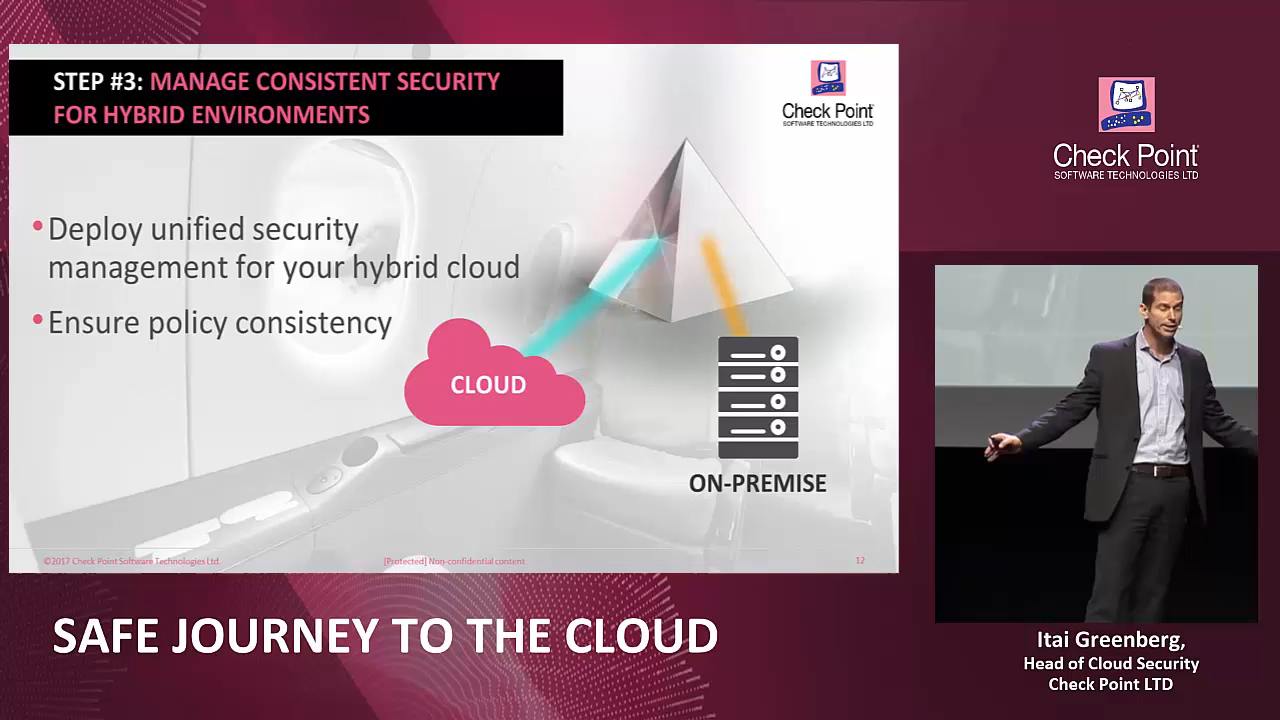 STEP #3: MANAGE CONSISTENT SECURITY
FOR HYBRID ENVIRONMENTS
Check Point
SOFTWARE TECHNOLOGIES LTD
• Deploy unified security
management for your hybrid cloud
• Ensure policy consistency
CLOUD
ON-PREMISE
©2017 Check Point Software Technologies Ltd.
[Protected] Non-confidential content
12
Check Point
SOFTWARE TECHNOLOGIES LTD
SAFE JOURNEY TO THE CLOUD
Itai Greenberg,
Head of Cloud Security
Check Point LTD